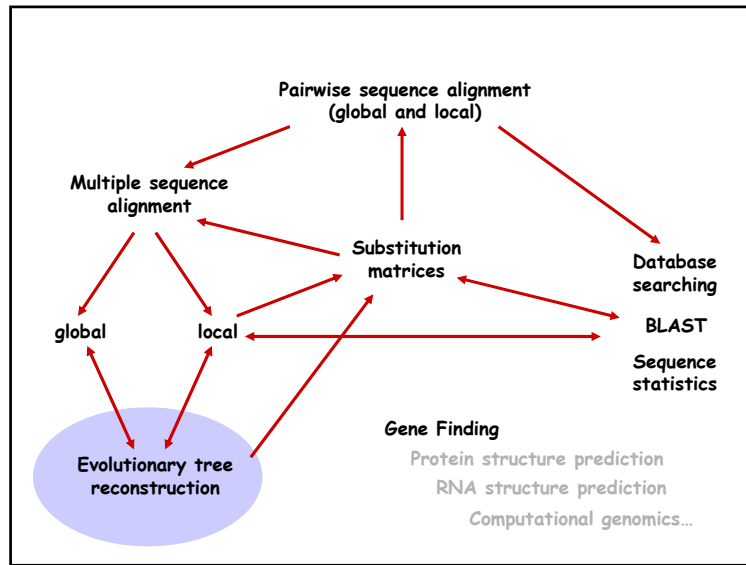 Pairwise sequence alignment
(global and local)
Multiple sequence
alignment
Substitution
matrices
Database
searching
global
local
BLAST
Sequence
statistics
Evolutionary tree
reconstruction
Gene Finding
Protein structure prediction
RNA structure prediction
Computational genomics…